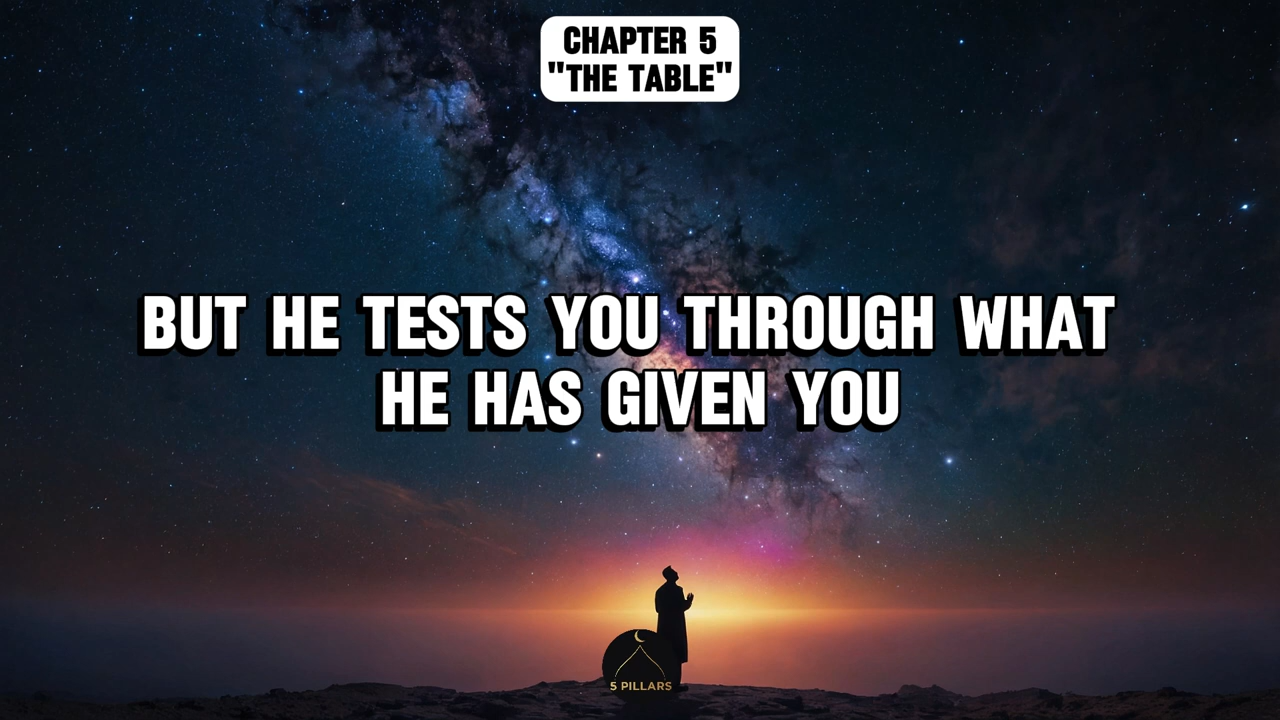 CHAPTER 5
"THE TABLE"
BUT HE TESTS YOU THROUGH WHAT
HE HAS GIVEN YOU
5 PILLARS